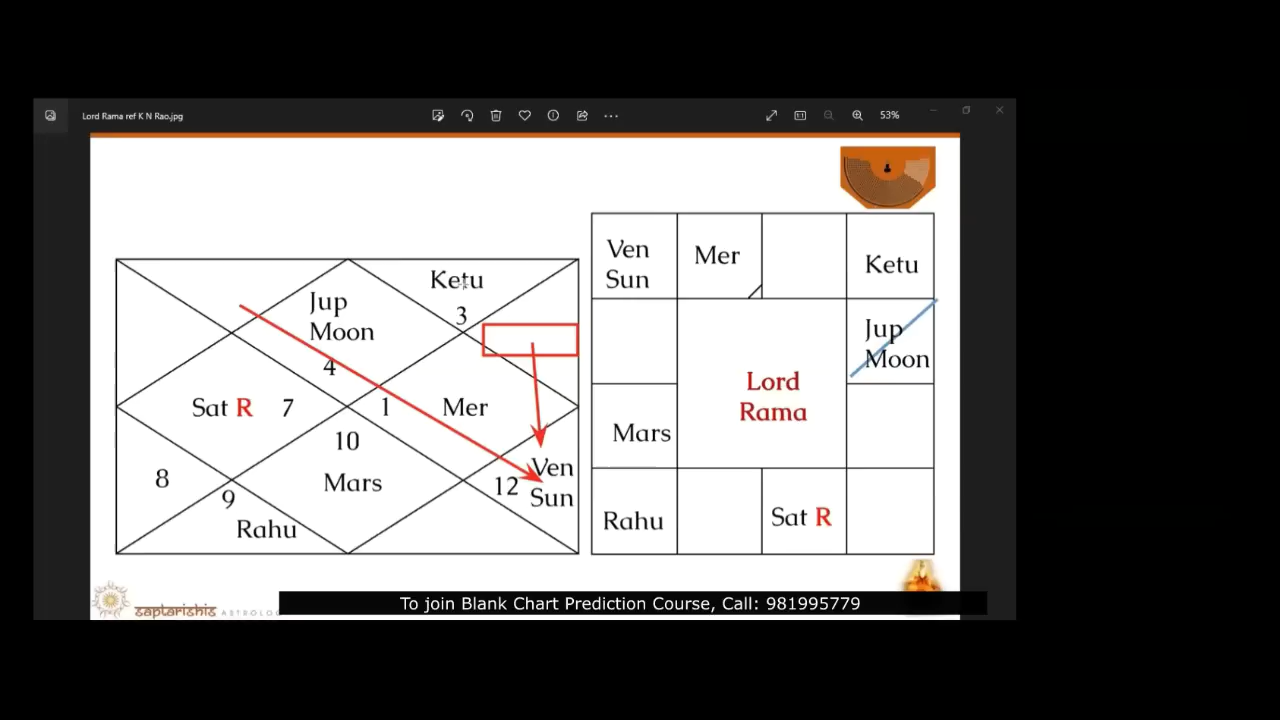 Lord Rama ref K N Rao.jpg
53%
Ketu
3
Jup
Moon
4
Sat R 7
1
Mer
10
Mars
8
9
Rahu
12
Ven
Sun
Ven
Sun
Mer
Ketu
Jup
Moon
Lord
Rama
Mars
Rahu
Sat R
saptarishis ASTROLO
To join Blank Chart Prediction Course, Call: 981995779